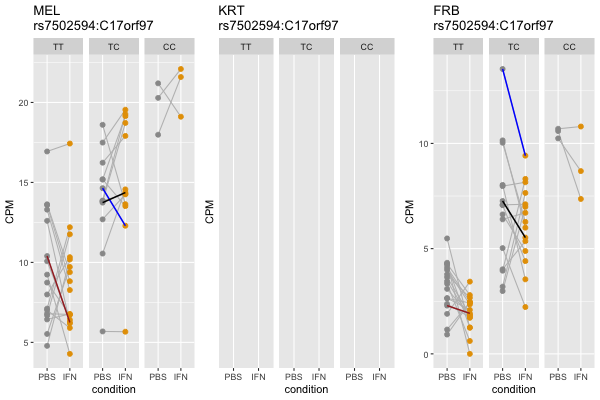 MEL
rs7502594:C17orf97
TT TC CC
CPM
20
15
10
5
PBS IFN PBS IFN PBS IFN
condition
KRT
rs7502594:C17orf97
TT TC CC
CPM
PBS IFN PBS IFN PBS IFN
condition
FRB
rs7502594:C17orf97
TT TC CC
CPM
10
5
0
PBS IFN PBS IFN PBS IFN
condition